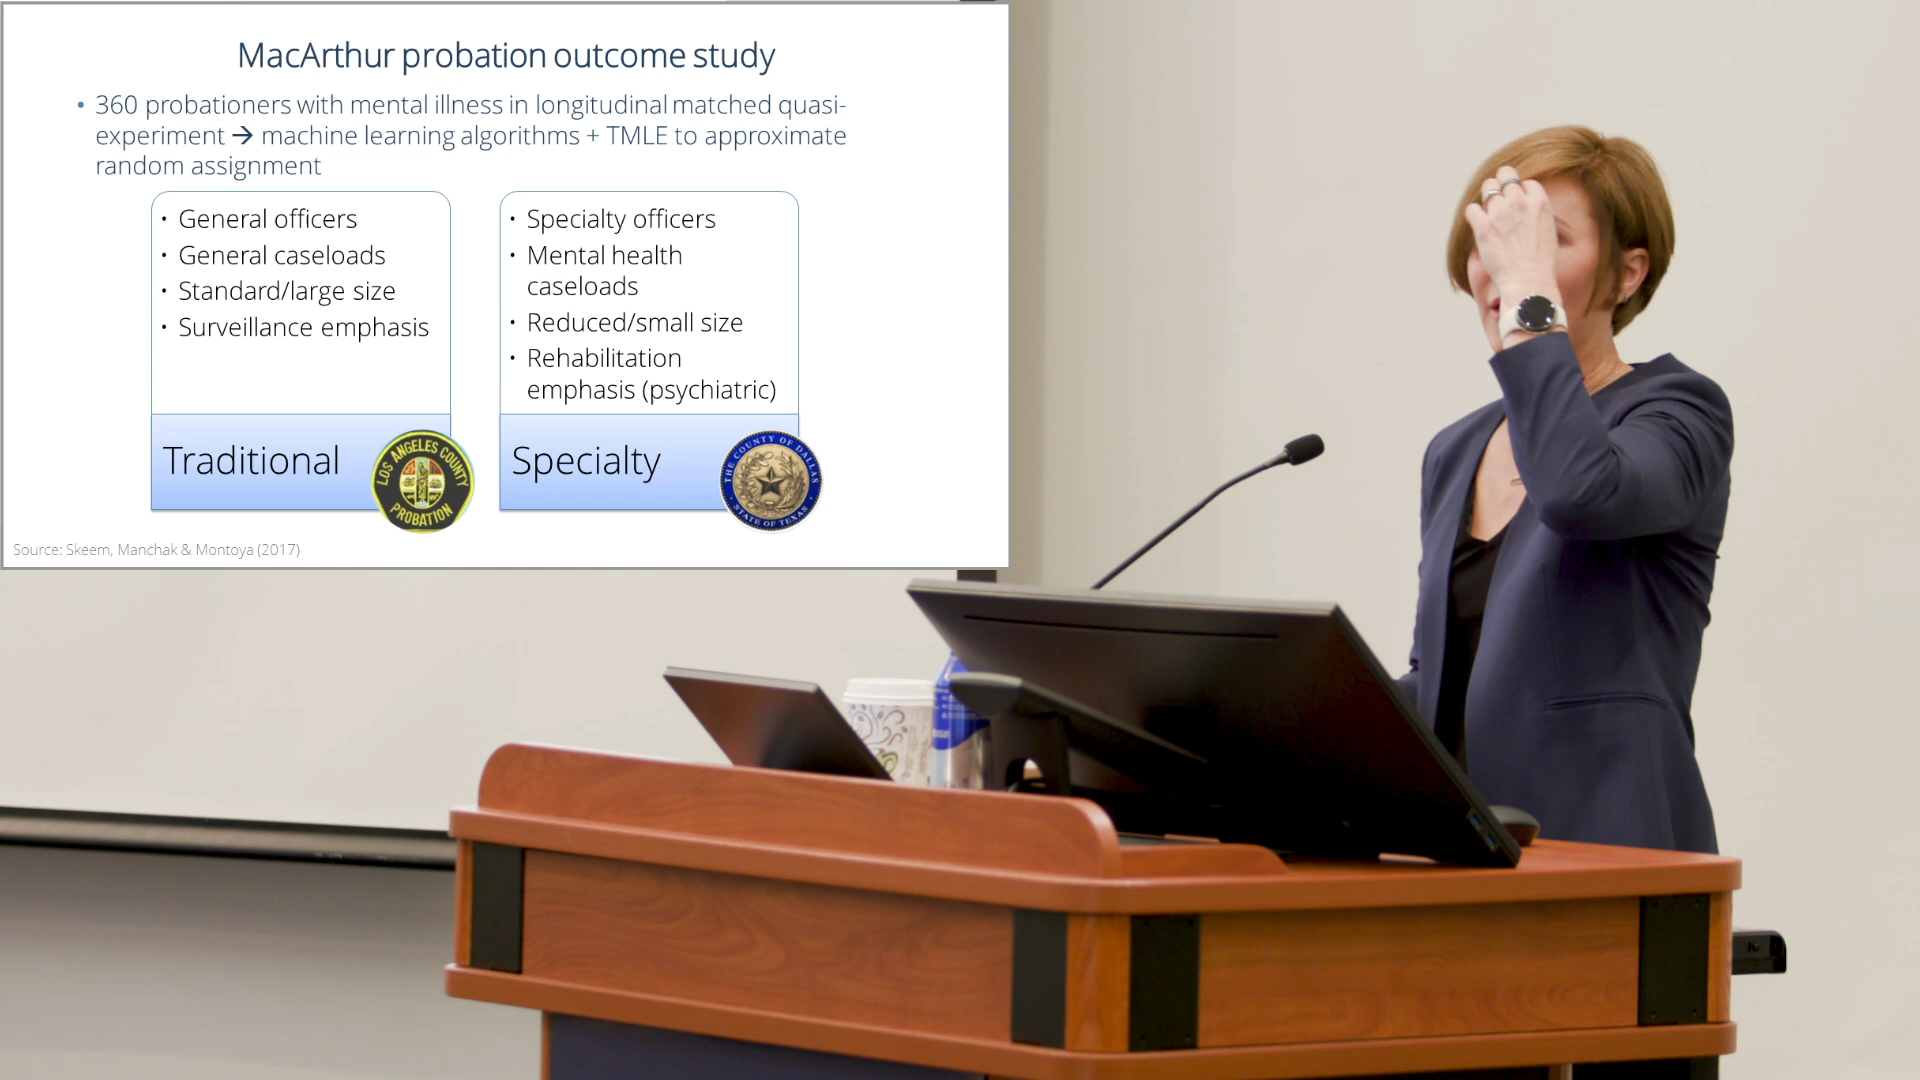 MacArthur probation outcome study
• 360 probationers with mental illness in longitudinal matched quasi-
experiment → machine learning algorithms + TMLE to approximate
random assignment
• General officers
• General caseloads
• Standard/large size
• Surveillance emphasis
Traditional
LOS ANGELES COUNTY
PROBATION
• Specialty officers
• Mental health
caseloads
• Reduced/small size
• Rehabilitation
emphasis (psychiatric)
Specialty
THE COUNTY OF DALLAS
STATE OF TEXAS
Source: Skeem, Manchak & Montoya (2017)